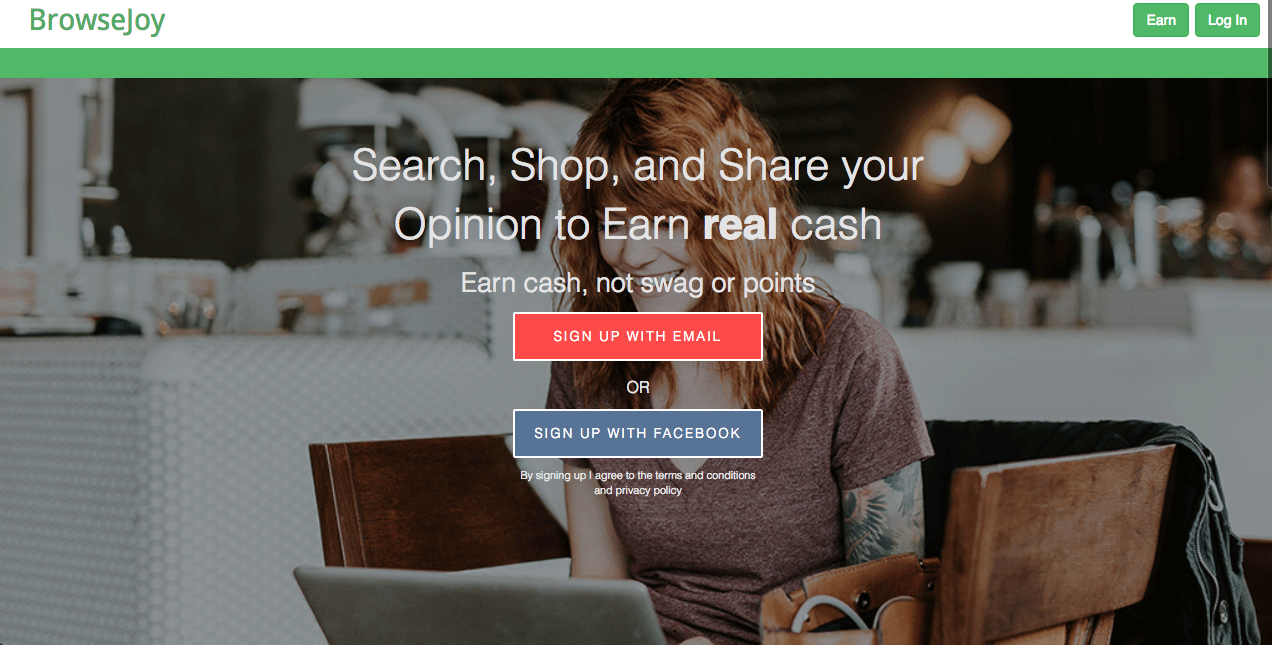 BrowseJoy
Earn
Log In
Search, Shop, and Share your
Opinion to Earn real cash
Earn cash, not swag or points
SIGN UP WITH EMAIL
OR
SIGN UP WITH FACEBOOK
By signing up I agree to the terms and conditions
and privacy policy